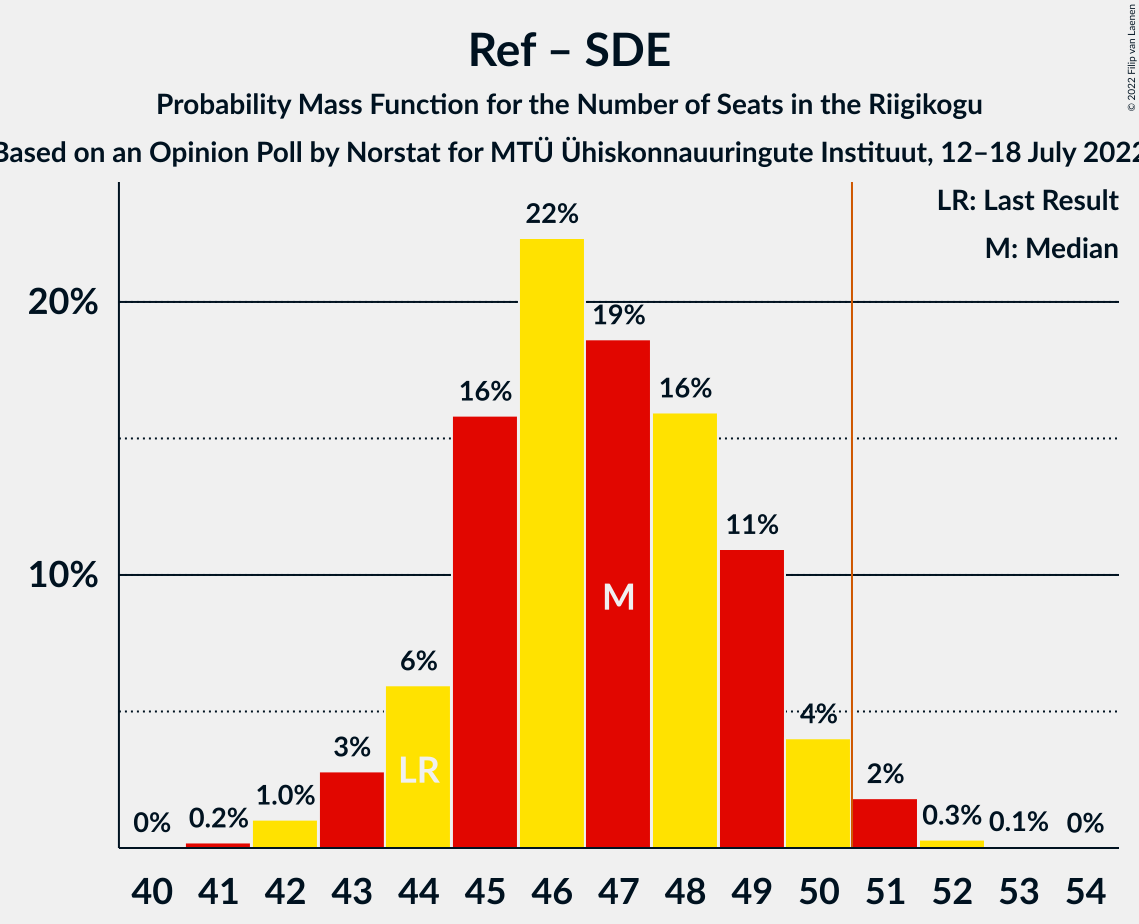 Ref – SDE
Probability Mass Function for the Number of Seats in the Riigikogu
Based on an Opinion Poll by Norstat for MTÜ Ühiskonnauuringute Instituut, 12–18 July 2022
© 2022 Filip van Laenen
LR: Last Result
M: Median
20%
10%
0%
0.2%
1.0%
3%
6%
16%
22%
19%
16%
11%
4%
2%
0.3%
0.1%
0%
LR
M
40 41 42 43 44 45 46 47 48 49 50 51 52 53 54